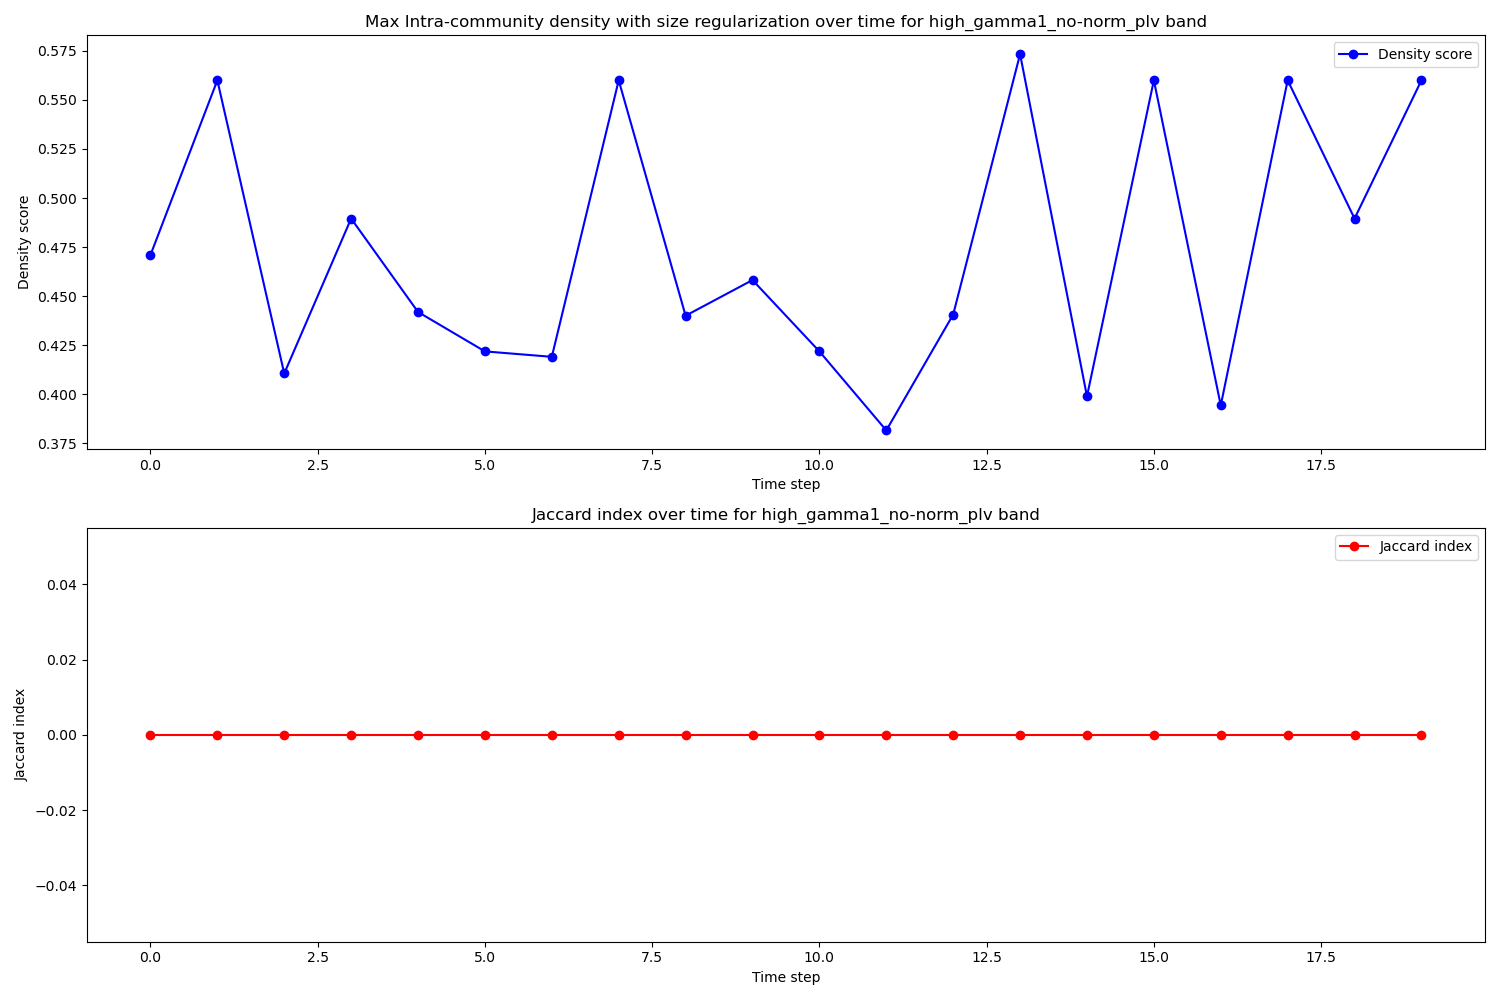 Max Intra-community density with size regularization over time for high_gamma1_no-norm_plv band
Density score
0.575
0.550
0.525
0.500
0.475
0.450
0.425
0.400
0.375
Density score
0.0 2.5 5.0 7.5 10.0 12.5 15.0 17.5
Time step
Jaccard index over time for high_gamma1_no-norm_plv band
Jaccard index
0.04
0.02
0.00
−0.02
−0.04
Jaccard index
0.0 2.5 5.0 7.5 10.0 12.5 15.0 17.5
Time step